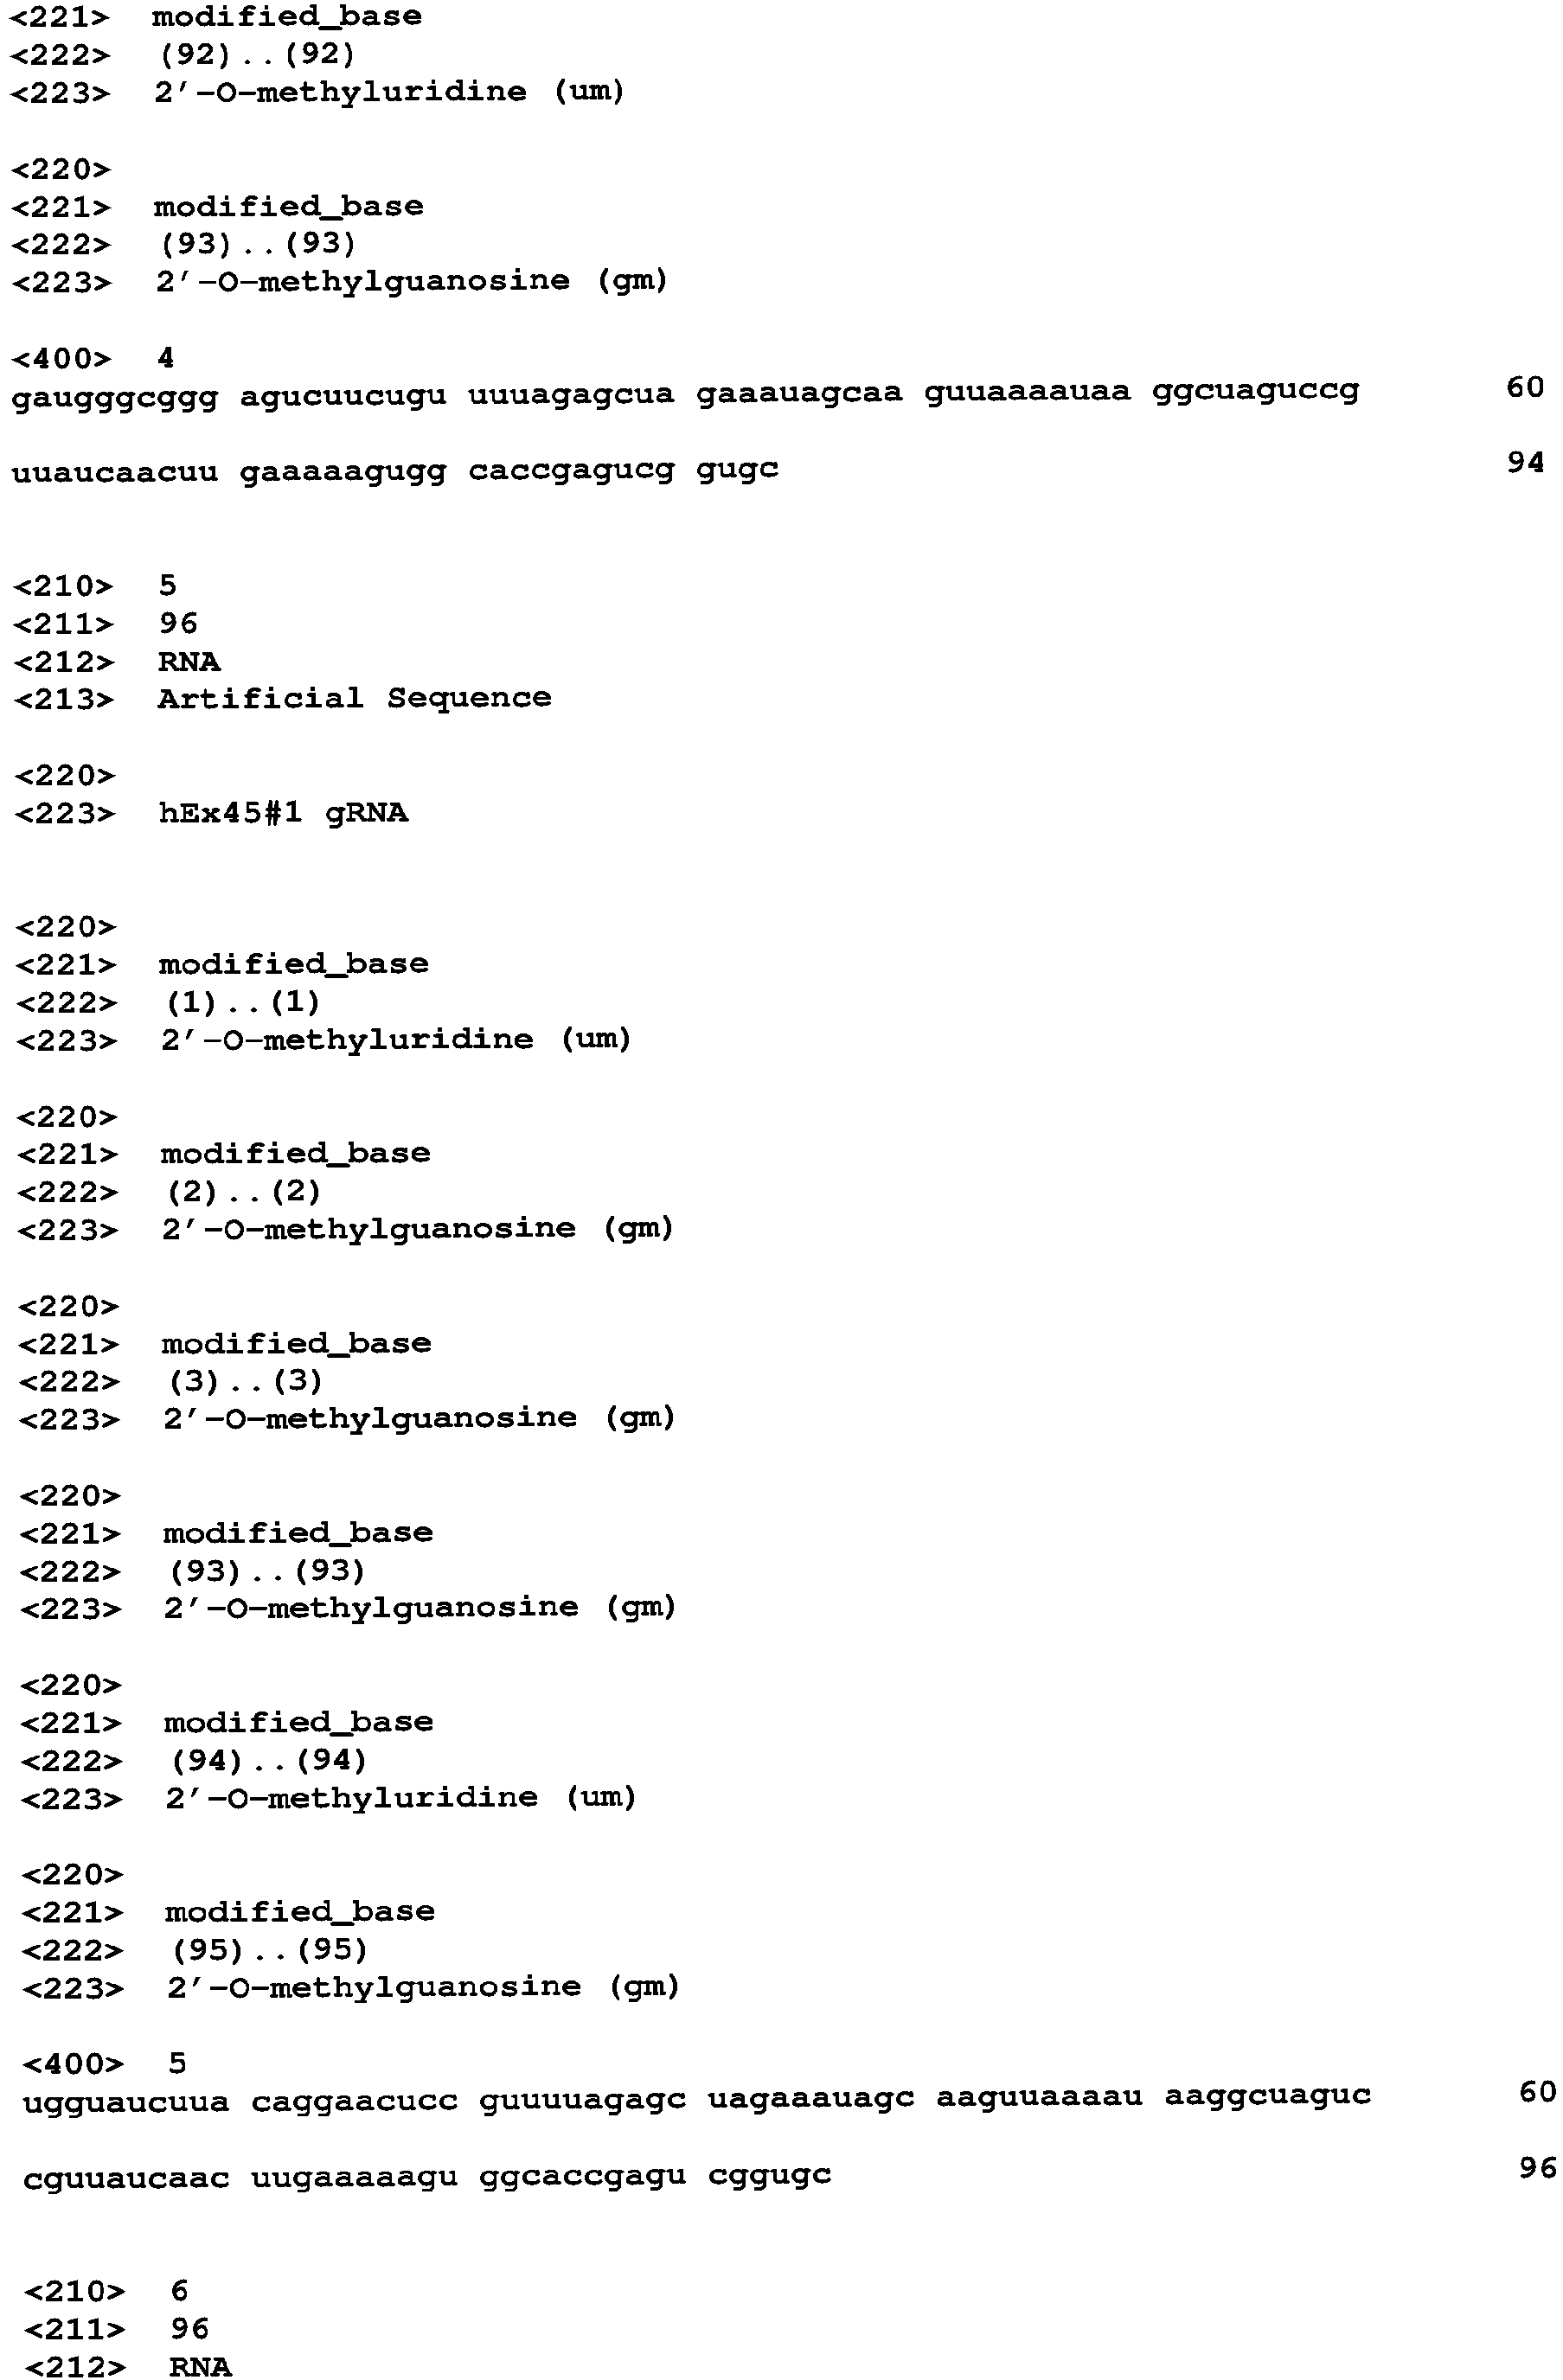 <221> modified_base
<222> (92)..(92)
<223> 2'-O-methyluridine (um)
<220>
<221> modified_base
<222> (93)..(93)
<223> 2'-O-methylguanosine (gm)
<400> 4
gaugggcggg agucuucugu uuuagagcua gaaauagcaa guuaaaauaa ggcuaguccg 60
uuaucaacuu gaaaaagugg caccgagucg gugc 94
<210> 5
<211> 96
<212> RNA
<213> Artificial Sequence
<220>
<223> hEx45#1 gRNA
<220>
<221> modified_base
<222> (1)..(1)
<223> 2'-O-methyluridine (um)
<220>
<221> modified_base
<222> (2)..(2)
<223> 2'-O-methylguanosine (gm)
<220>
<221> modified_base
<222> (3)..(3)
<223> 2'-O-methylguanosine (gm)
<220>
<221> modified_base
<222> (93)..(93)
<223> 2'-O-methylguanosine (gm)
<220>
<221> modified_base
<222> (94)..(94)
<223> 2'-O-methyluridine (um)
<220>
<221> modified_base
<222> (95)..(95)
<223> 2'-O-methylguanosine (gm)
<400> 5
ugguaucuua caggaacucc guuuuagagc uagaaauagc aaguuaaaau aaggcuaguc 60
cguuaucaac uugaaaaagu ggcaccgagu cggugc 96
<210> 6
<211> 96
<212> RNA